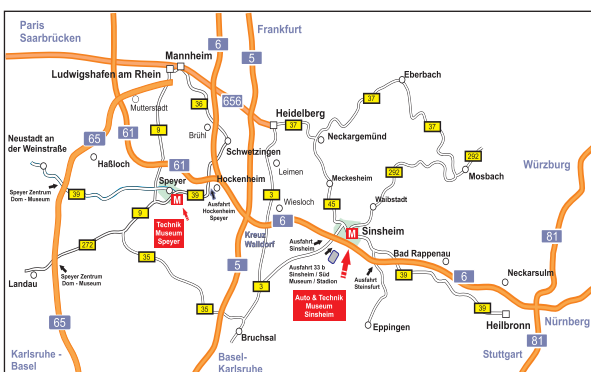 Paris
Saarbrücken
Frankfurt
6
5
Mannheim
Ludwigshafen am Rhein
Eberbach
Mutterstadt
36
656
37
Heidelberg
37
37
9
Brühl
Neckargemünd
65
61
Neustadt an
der Weinstraße
Haßloch
61
Schwetzingen
292
292
Mosbach
Würzburg
Leimen
Speyer
Hockenheim
Meckesheim
Speyer Zentrum
Dom - Museum
39
39
M
3
Wiesloch
45
Waibstadt
Ausfahrt
Hockenheim
Speyer
9
Technik
Museum
Speyer
6
Kreuz
Walldorf
M
Sinsheim
81
Ausfahrt
Sinsheim
272
35
5
Bad Rappenau
Ausfahrt 33 b
Sinsheim / Süd
Museum / Stadion
Ausfahrt
Steinsfurt
39
6
Neckarsulm
Landau
Speyer Zentrum
Dom - Museum
3
Auto & Technik
Museum
Sinsheim
35
39
65
Heilbronn
Nürnberg
Eppingen
Bruchsal
81
Karlsruhe -
Basel
Basel-
Karlsruhe
Stuttgart